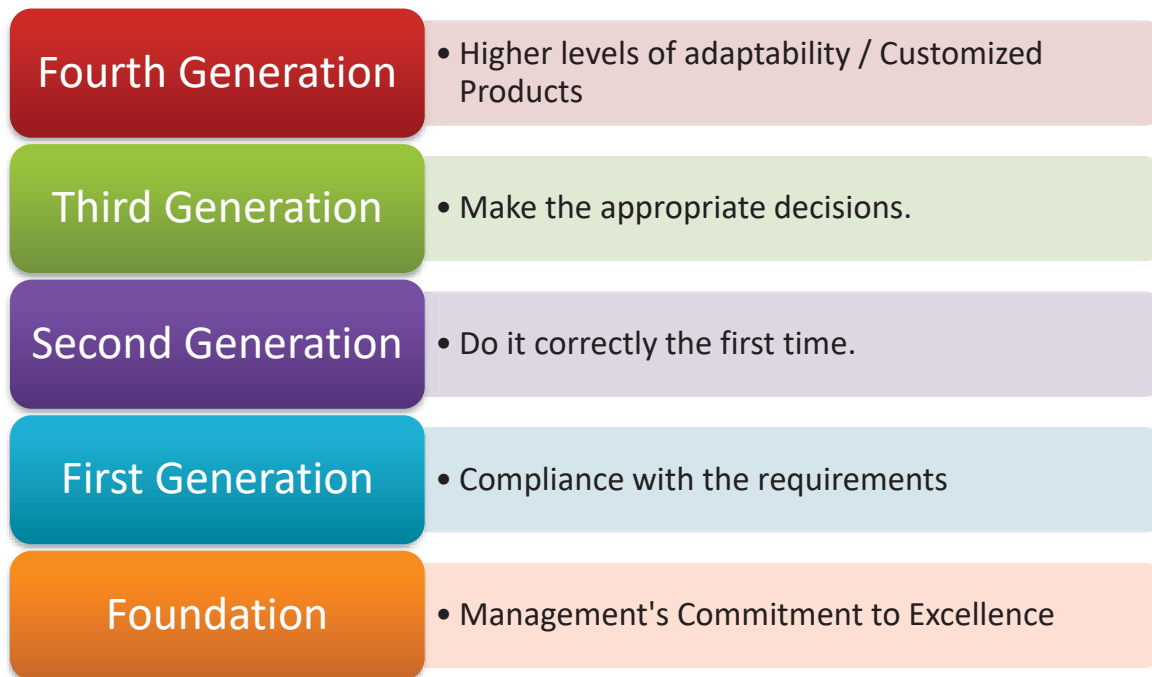 Fourth Generation
• Higher levels of adaptability / Customized
Products
Third Generation
• Make the appropriate decisions.
Second Generation
• Do it correctly the first time.
First Generation
• Compliance with the requirements
Foundation
• Management's Commitment to Excellence